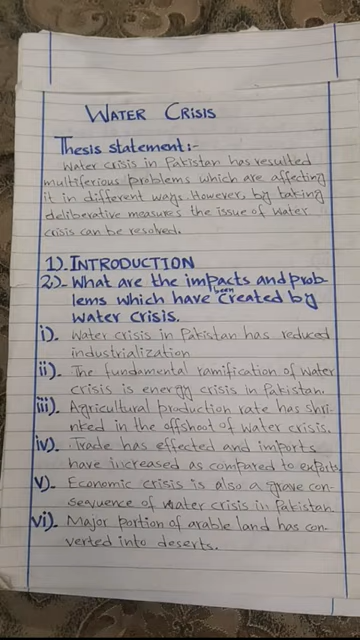 WATER CRISIS
Thesis statement:-
Water crisis in Pakistan has resulted
multiferious problems which are affecting
it in different ways. However, by taking
deliberative measures the issue of water
crisis can be resolved.
1). INTRODUCTION
2:)- What are the impacts and prob-
lems which have been created by
water crisis.
i). Water crisis in Pakistan has reduced
industrialization
ii). The fundamental ramification of water
crisis is energy crisis in Pakistan.
iii). Agricultural production rate has shri-
nked in the offshoot of water crisis.
iv). Trade has effected and imports
have increased as compared to exports
v). Economic crisis is also a grave con-
sequence of water crisis in Pakistan.
vi). Major portion of arable land has con-
verted into deserts.